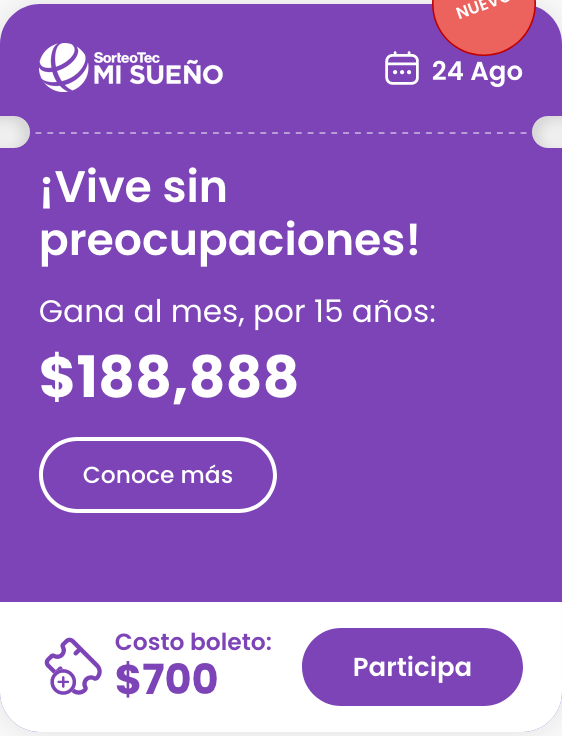 NUEVO
SorteoTec
MI SUEÑO
24 Ago
¡Vive sin
preocupaciones!
Gana al mes, por 15 años:
$188,888
Conoce más
Costo boleto:
$700
Participa